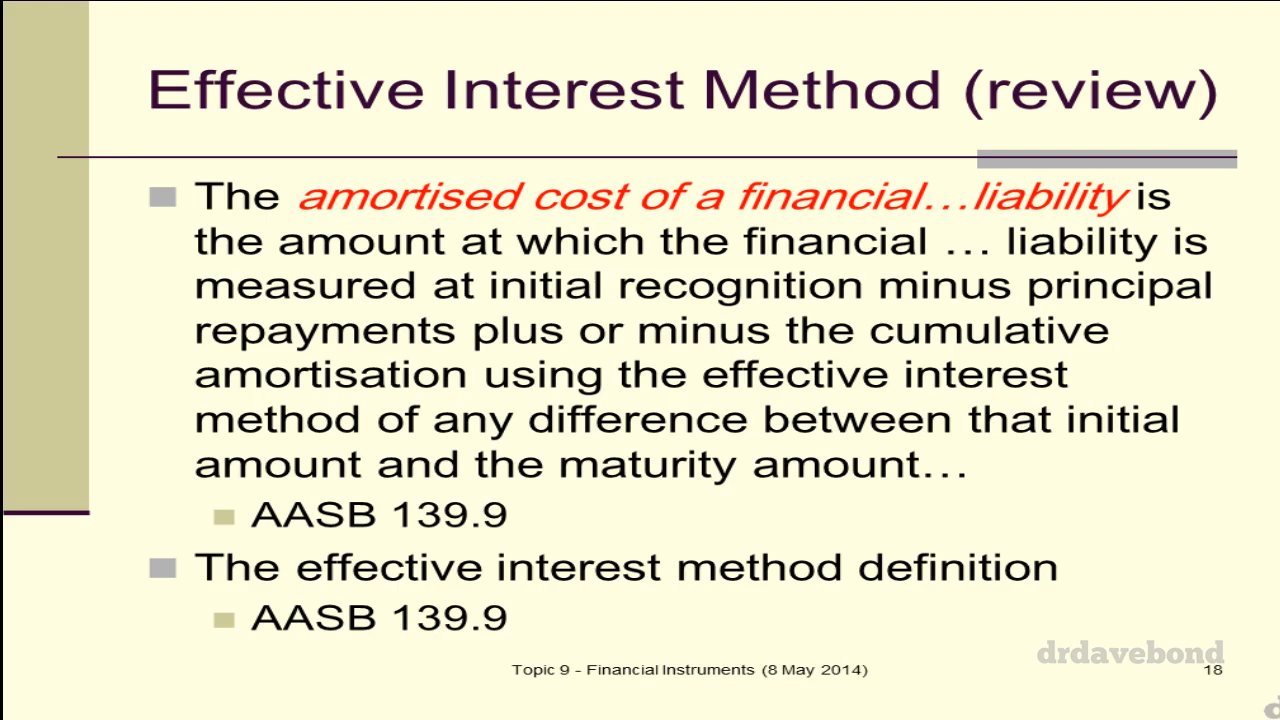 Effective Interest Method (review)
The amortised cost of a financial…liability is
the amount at which the financial … liability is
measured at initial recognition minus principal
repayments plus or minus the cumulative
amortisation using the effective interest
method of any difference between that initial
amount and the maturity amount…
AASB 139.9
The effective interest method definition
AASB 139.9
drdavebond
Topic 9 - Financial Instruments (8 May 2014)
18